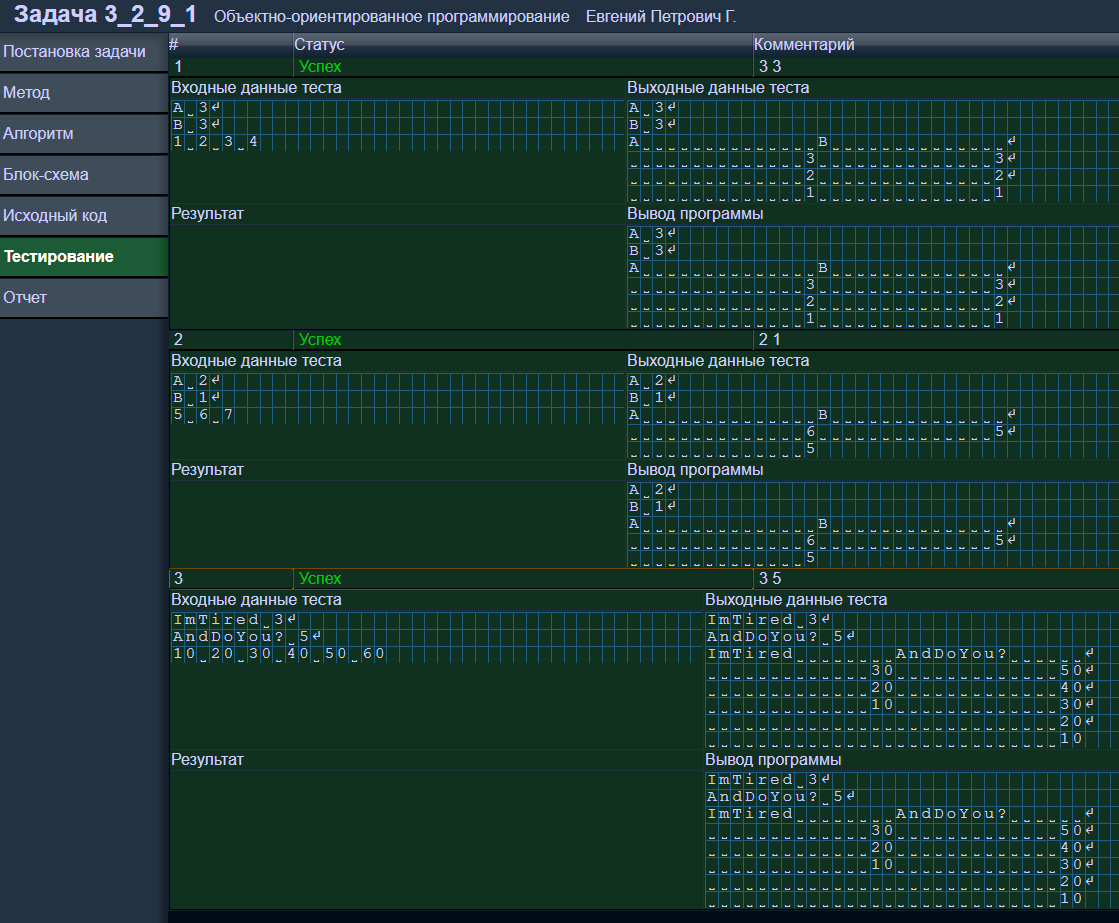 Задача 3_2_9_1 Объектно-ориентированное программирование Евгений Петрович Г.
Постановка задачи
Метод
Алгоритм
Блок-схема
Исходный код
Тестирование
Отчет
# Статус Комментарий
1 Успех 3 3
Входные данные теста
A␣3↵
B␣3↵
1␣2␣3␣4
Выходные данные теста
A␣3↵
B␣3↵
A␣␣␣␣␣␣␣␣␣␣␣␣␣␣B␣␣␣␣␣␣␣␣␣␣␣␣␣␣↵
␣␣␣␣␣␣␣␣␣␣␣␣␣␣3␣␣␣␣␣␣␣␣␣␣␣␣␣␣3↵
␣␣␣␣␣␣␣␣␣␣␣␣␣␣2␣␣␣␣␣␣␣␣␣␣␣␣␣␣2↵
␣␣␣␣␣␣␣␣␣␣␣␣␣␣1␣␣␣␣␣␣␣␣␣␣␣␣␣␣1
Результат
Вывод программы
A␣3↵
B␣3↵
A␣␣␣␣␣␣␣␣␣␣␣␣␣␣B␣␣␣␣␣␣␣␣␣␣␣␣␣␣↵
␣␣␣␣␣␣␣␣␣␣␣␣␣␣3␣␣␣␣␣␣␣␣␣␣␣␣␣␣3↵
␣␣␣␣␣␣␣␣␣␣␣␣␣␣2␣␣␣␣␣␣␣␣␣␣␣␣␣␣2↵
␣␣␣␣␣␣␣␣␣␣␣␣␣␣1␣␣␣␣␣␣␣␣␣␣␣␣␣␣1
2 Успех 2 1
Входные данные теста
A␣2↵
B␣1↵
5␣6␣7
Выходные данные теста
A␣2↵
B␣1↵
A␣␣␣␣␣␣␣␣␣␣␣␣␣␣B␣␣␣␣␣␣␣␣␣␣␣␣␣␣↵
␣␣␣␣␣␣␣␣␣␣␣␣␣␣6␣␣␣␣␣␣␣␣␣␣␣␣␣␣5↵
␣␣␣␣␣␣␣␣␣␣␣␣␣␣5
Результат
Вывод программы
A␣2↵
B␣1↵
A␣␣␣␣␣␣␣␣␣␣␣␣␣␣B␣␣␣␣␣␣␣␣␣␣␣␣␣␣↵
␣␣␣␣␣␣␣␣␣␣␣␣␣␣6␣␣␣␣␣␣␣␣␣␣␣␣␣␣5↵
␣␣␣␣␣␣␣␣␣␣␣␣␣␣5
3 Успех 3 5
Входные данные теста
ImTired␣3↵
AndDoYou?␣5↵
10␣20␣30␣40␣50␣60
Выходные данные теста
ImTired␣3↵
AndDoYou?␣5↵
ImTired␣␣␣␣␣␣␣␣AndDoYou?␣␣␣␣␣␣↵
␣␣␣␣␣␣␣␣␣␣␣␣␣30␣␣␣␣␣␣␣␣␣␣␣␣␣50↵
␣␣␣␣␣␣␣␣␣␣␣␣␣20␣␣␣␣␣␣␣␣␣␣␣␣␣40↵
␣␣␣␣␣␣␣␣␣␣␣␣␣10␣␣␣␣␣␣␣␣␣␣␣␣␣30↵
␣␣␣␣␣␣␣␣␣␣␣␣␣␣␣␣␣␣␣␣␣␣␣␣␣␣␣␣20↵
␣␣␣␣␣␣␣␣␣␣␣␣␣␣␣␣␣␣␣␣␣␣␣␣␣␣␣␣10
Результат
Вывод программы
ImTired␣3↵
AndDoYou?␣5↵
ImTired␣␣␣␣␣␣␣␣AndDoYou?␣␣␣␣␣␣↵
␣␣␣␣␣␣␣␣␣␣␣␣␣30␣␣␣␣␣␣␣␣␣␣␣␣␣50↵
␣␣␣␣␣␣␣␣␣␣␣␣␣20␣␣␣␣␣␣␣␣␣␣␣␣␣40↵
␣␣␣␣␣␣␣␣␣␣␣␣␣10␣␣␣␣␣␣␣␣␣␣␣␣␣30↵
␣␣␣␣␣␣␣␣␣␣␣␣␣␣␣␣␣␣␣␣␣␣␣␣␣␣␣␣20↵
␣␣␣␣␣␣␣␣␣␣␣␣␣␣␣␣␣␣␣␣␣␣␣␣␣␣␣␣10